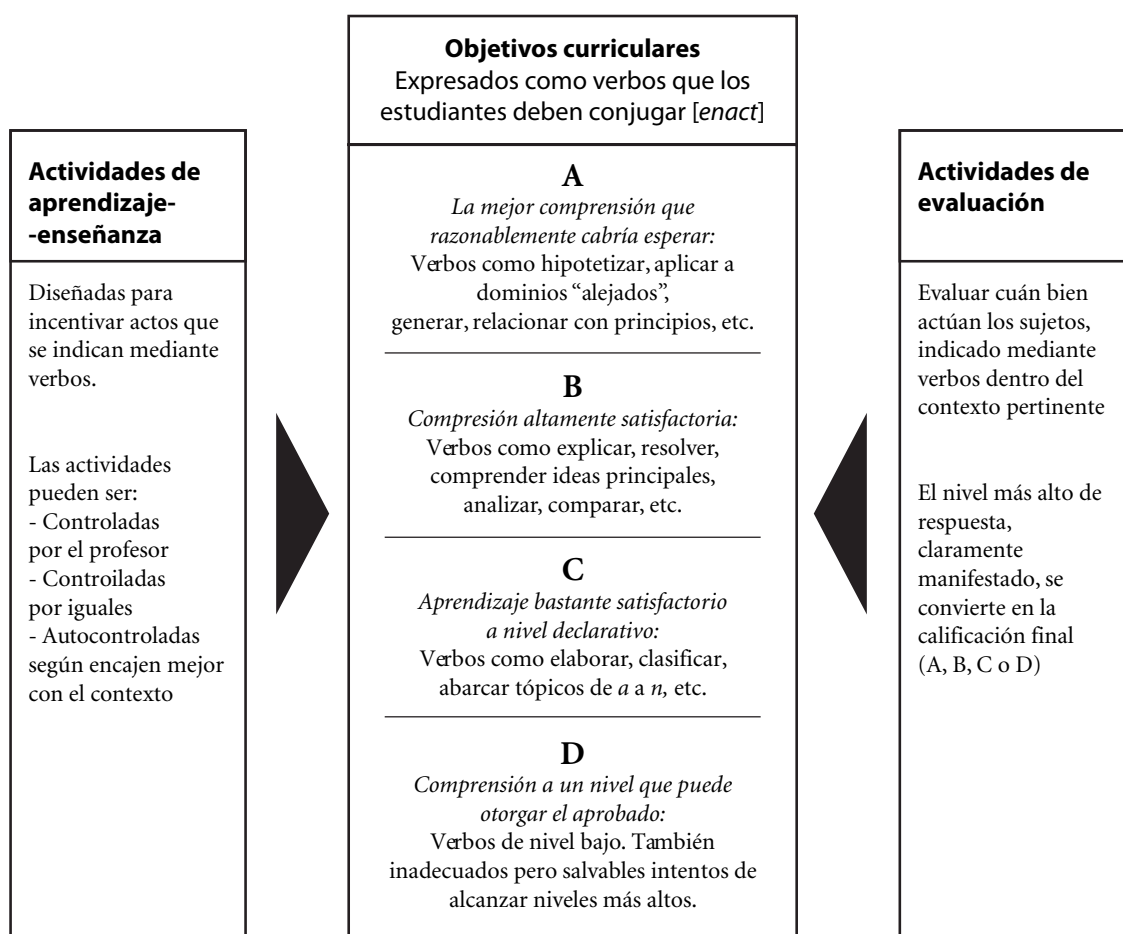 Objetivos curriculares
Expresados como verbos que los
estudiantes deben conjugar [enact]
Actividades de
aprendizaje-
-enseñanza
Diseñadas para
incentivar actos que
se indican mediante
verbos.
Las actividades
pueden ser:
- Controladas
por el profesor
- Controiladas
por iguales
- Autocontroladas
según encajen mejor
con el contexto
A
La mejor comprensión que
razonablemente cabría esperar:
Verbos como hipotetizar, aplicar a
dominios “alejados”,
generar, relacionar con principios, etc.
B
Compresión altamente satisfactoria:
Verbos como explicar, resolver,
comprender ideas principales,
analizar, comparar, etc.
C
Aprendizaje bastante satisfactorio
a nivel declarativo:
Verbos como elaborar, clasificar,
abarcar tópicos de a a n, etc.
D
Comprensión a un nivel que puede
otorgar el aprobado:
Verbos de nivel bajo. También
inadecuados pero salvables intentos de
alcanzar niveles más altos.
Actividades de
evaluación
Evaluar cuán bien
actúan los sujetos,
indicado mediante
verbos dentro del
contexto pertinente
El nivel más alto de
respuesta,
claramente
manifestado, se
convierte en la
calificación final
(A, B, C o D)